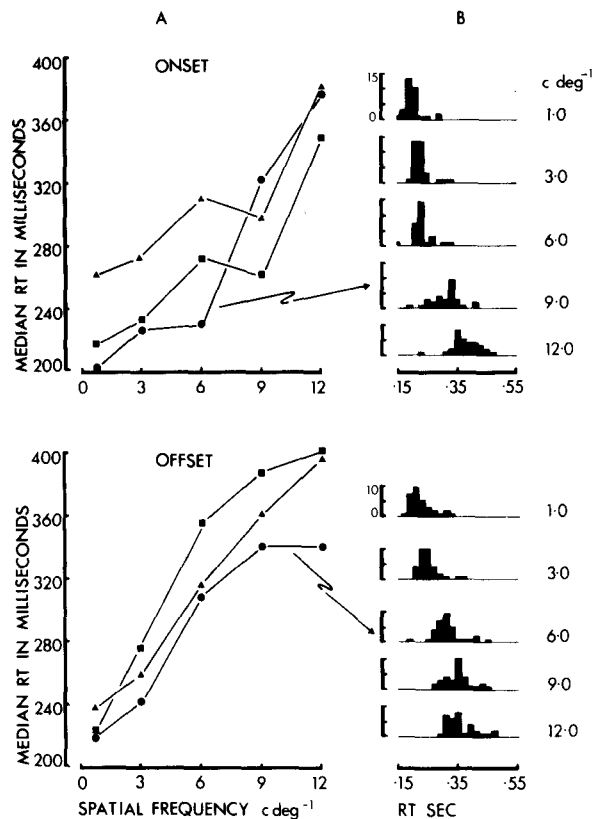 A
B
ONSET
MEDIAN RT IN MILLISECONDS
400
360
320
280
240
200
0 3 6 9 12
15
0
c deg⁻¹
1·0
3·0
6·0
9·0
12·0
·15 ·35 ·55
OFFSET
MEDIAN RT IN MILLISECONDS
400
360
320
280
240
200
0 3 6 9 12
SPATIAL FREQUENCY c deg⁻¹
10
0
1·0
3·0
6·0
9·0
12·0
·15 ·35 ·55
RT SEC